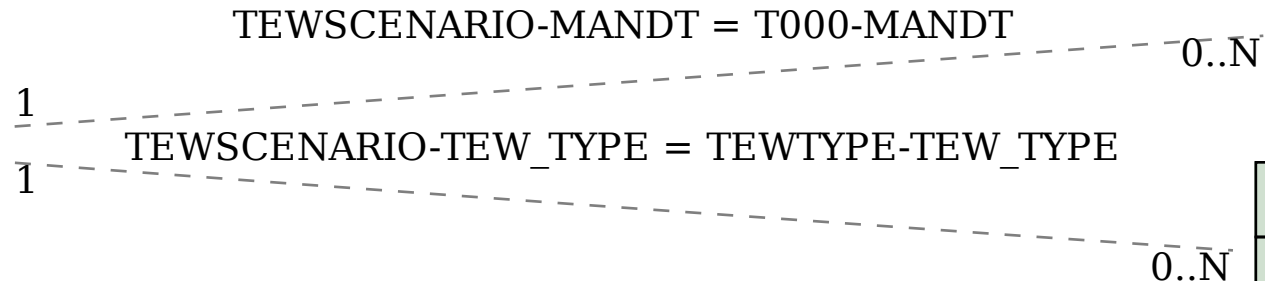 TEWSCENARIO-MANDT = T000-MANDT
0..N
1
TEWSCENARIO-TEW_TYPE = TEWTYPE-TEW_TYPE
1
0..N